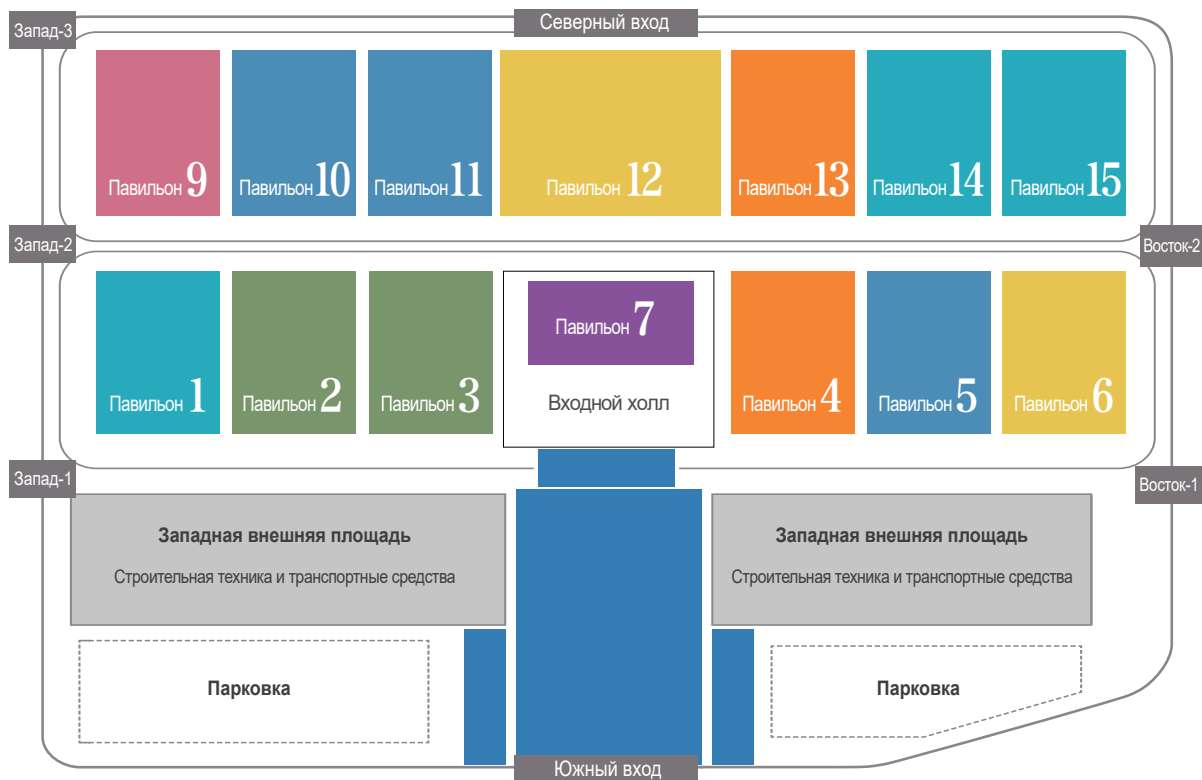 Северный вход
Запад-3
Павильон 9
Павильон 10
Павильон 11
Павильон 12
Павильон 13
Павильон 14
Павильон 15
Запад-2
Восток-2
Павильон 7
Павильон 1
Павильон 2
Павильон 3
Входной холл
Павильон 4
Павильон 5
Павильон 6
Запад-1
Восток-1
Западная внешняя площадь
Строительная техника и транспортные средства
Западная внешняя площадь
Строительная техника и транспортные средства
Парковка
Парковка
Южный вход